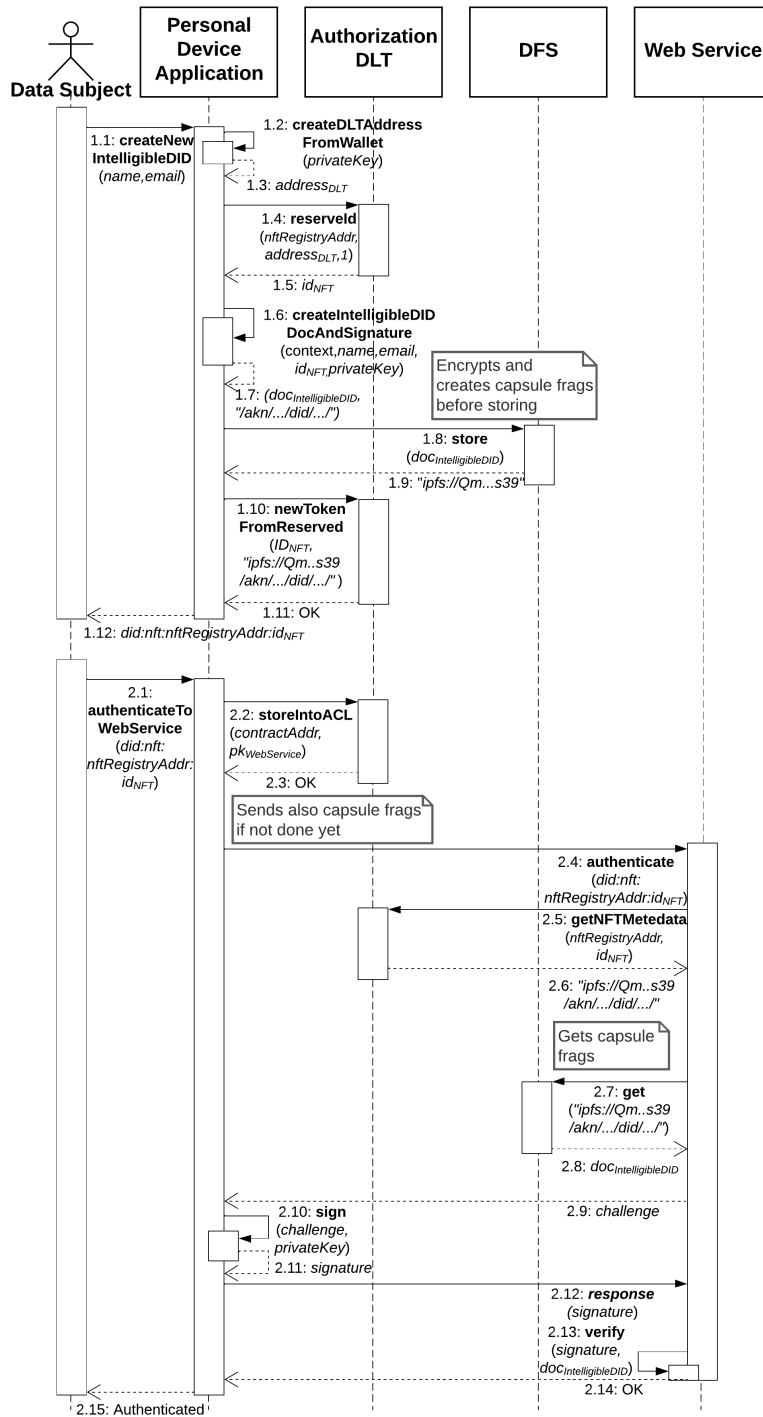 Personal
Device
Application
Authorization
DLT
DFS
Web Service
Data Subject
1.1: createNew
IntelligibleDID
(name,email)
1.2: createDLTAddress
FromWallet
(privateKey)
1.3: addressDLT
1.4: reserveId
(nftRegistryAddr,
addressDLT,1)
1.5: idNFT
1.6: createIntelligibleDID
DocAndSignature
(context,name,email,
idNFT,privateKey)
1.7: (docIntelligibleDID,
"/akn/.../did/.../")
Encrypts and
creates capsule frags
before storing
1.8: store
(docIntelligibleDID)
1.9: "ipfs://Qm...s39"
1.10: newToken
FromReserved
(IDNFT,
"ipfs://Qm..s39
/akn/.../did/.../" )
1.11: OK
1.12: did:nft:nftRegistryAddr:idNFT
2.1:
authenticateTo
WebService
(did:nft:
nftRegistryAddr:
idNFT)
2.2: storeIntoACL
(contractAddr,
pkWebService)
2.3: OK
Sends also capsule frags
if not done yet
2.4: authenticate
(did:nft:
nftRegistryAddr:idNFT)
2.5: getNFTMetedata
(nftRegistryAddr,
idNFT)
2.6: "ipfs://Qm..s39
/akn/.../did/.../"
Gets capsule
frags
2.7: get
("ipfs://Qm..s39
/akn/.../did/.../")
2.8: docIntelligibleDID
2.9: challenge
2.10: sign
(challenge,
privateKey)
2.11: signature
2.12: response
(signature)
2.13: verify
(signature,
docIntelligibleDID)
2.14: OK
2.15: Authenticated